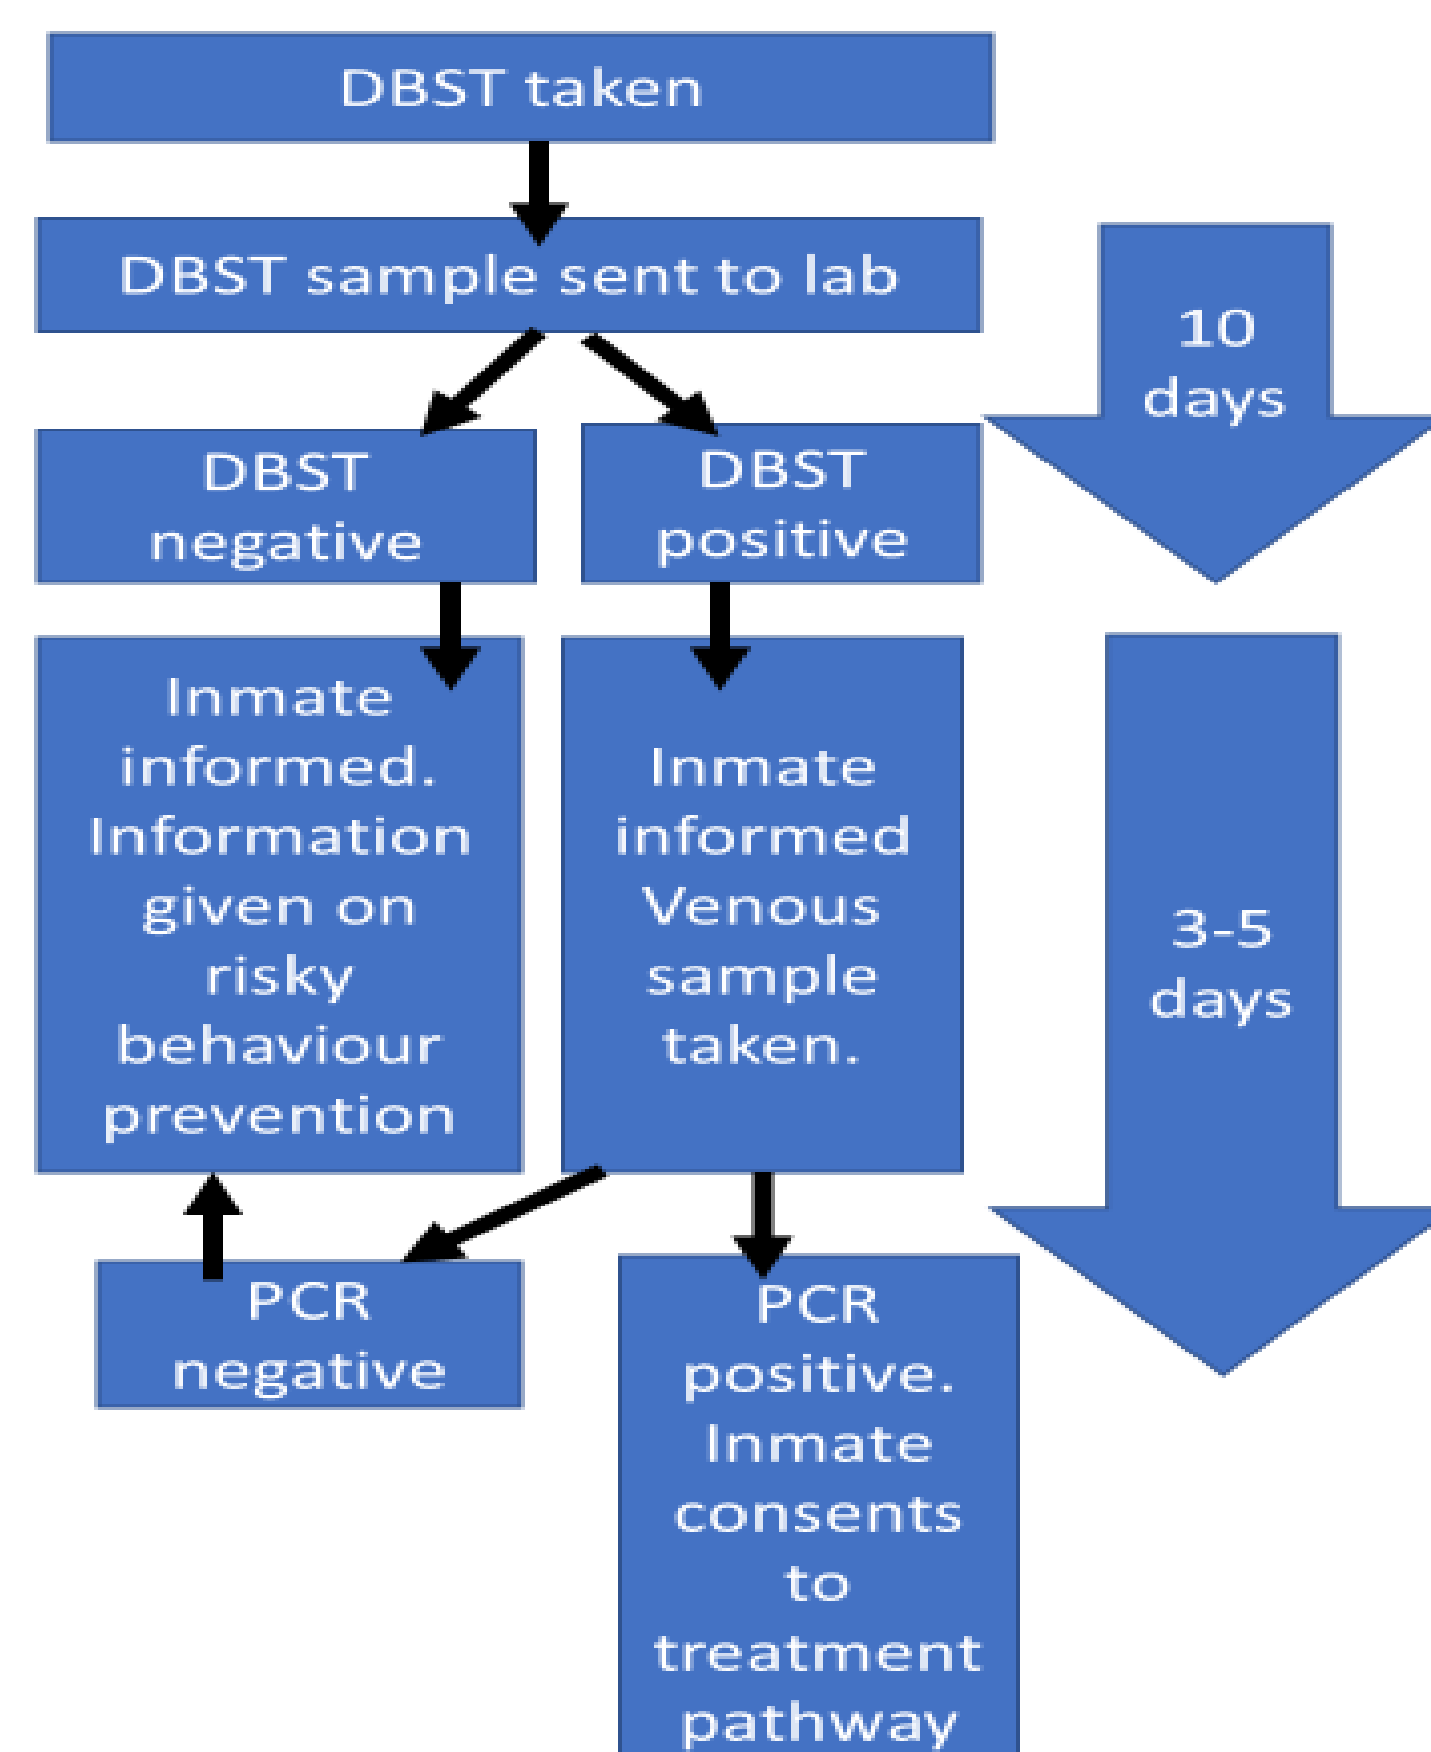 DBST taken
DBST sample sent to lab
10
days
DBST
negative
DBST
positive
Inmate
informed.
Information
given on
risky
behaviour
prevention
Inmate
informed
Venous
sample
taken.
3-5
days
PCR
negative
PCR
positive.
Inmate
consents
to
treatment
pathway